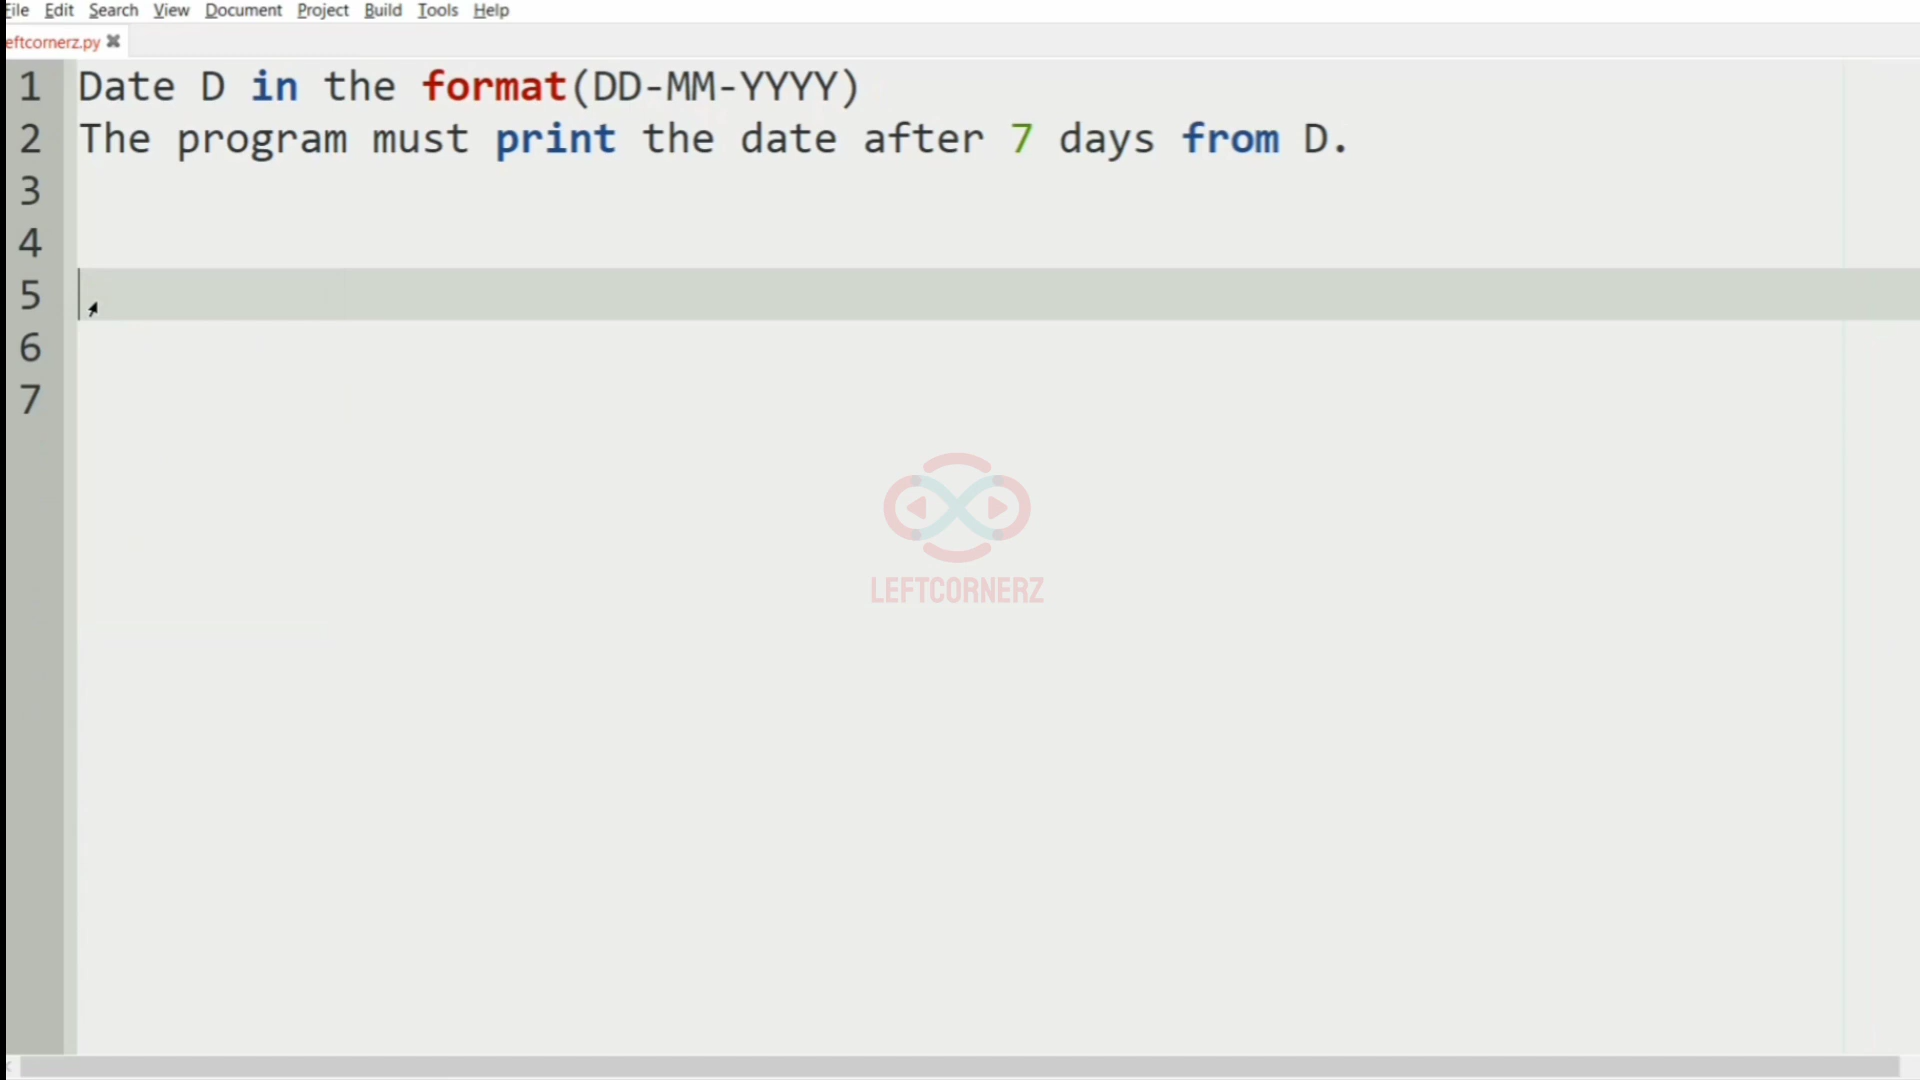 File Edit Search View Document Project Build Tools Help
eftcornerz.py
1 Date D in the format(DD-MM-YYYY)
2 The program must print the date after 7 days from D.
3
4
5
6
7
LEFTCORNERZ